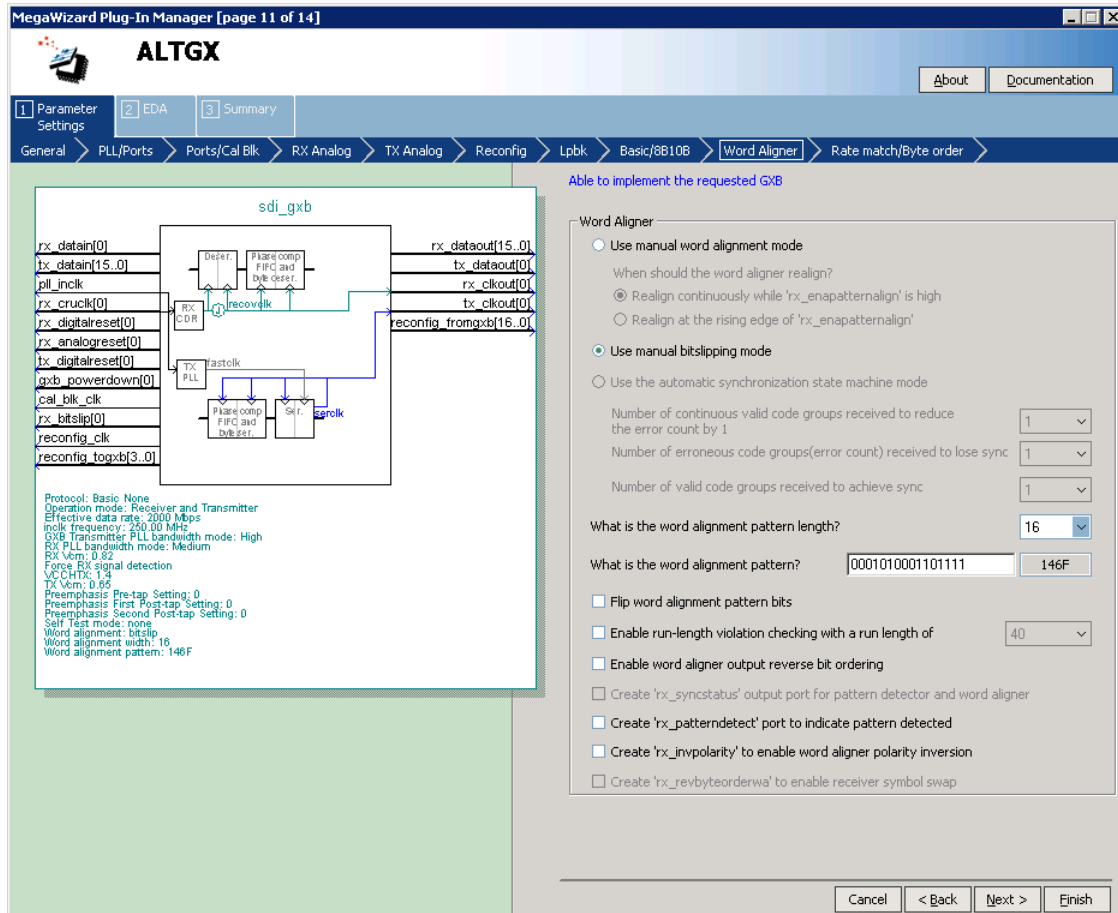 MegaWizard Plug-In Manager [page 11 of 14]
ALTGX
About
Documentation
1 Parameter Settings
2 EDA
3 Summary
General
PLL/Ports
Ports/Cal Blk
RX Analog
TX Analog
Reconfig
Lpbk
Basic/8B10B
Word Aligner
Rate match/Byte order
sdi_gxb
rx_datain[0]
tx_datain[15..0]
pll_inclk
rx_cruclk[0]
rx_digitalreset[0]
rx_analogreset[0]
tx_digitalreset[0]
gxb_powerdown[0]
cal_blk_clk
rx_bitslip[0]
reconfig_clk
reconfig_togxb[3..0]
Deser.
Phase comp
FIFO and
byte deser.
RX
CDR
recovclk
TX
PLL
fastclk
Phase comp
FIFO and
byte ser.
Ser.
serclk
rx_dataout[15..0]
tx_dataout[0]
rx_clkout[0]
tx_clkout[0]
reconfig_fromgxb[16..0]
Protocol: Basic None
Operation mode: Receiver and Transmitter
Effective data rate: 2000 Mbps
inclk frequency: 250.00 MHz
GXB Transmitter PLL bandwidth mode: High
RX PLL bandwidth mode: Medium
RX Vcm: 0.82
Force RX signal detection
VCCHTX: 1.4
TX Vcm: 0.65
Preemphasis Pre-tap Setting: 0
Preemphasis First Post-tap Setting: 0
Preemphasis Second Post-tap Setting: 0
Self Test mode: none
Word alignment: bitslip
Word alignment width: 16
Word alignment pattern: 146F
Able to implement the requested GXB
Word Aligner
Use manual word alignment mode
When should the word aligner realign?
Realign continuously while 'rx_enapatternalign' is high
Realign at the rising edge of 'rx_enapatternalign'
Use manual bitslipping mode
Use the automatic synchronization state machine mode
Number of continuous valid code groups received to reduce
the error count by 1
1
Number of erroneous code groups(error count) received to lose sync
1
Number of valid code groups received to achieve sync
1
What is the word alignment pattern length?
16
What is the word alignment pattern?
0001010001101111
146F
Flip word alignment pattern bits
Enable run-length violation checking with a run length of
40
Enable word aligner output reverse bit ordering
Create 'rx_syncstatus' output port for pattern detector and word aligner
Create 'rx_patterndetect' port to indicate pattern detected
Create 'rx_invpolarity' to enable word aligner polarity inversion
Create 'rx_revbyteorderwa' to enable receiver symbol swap
Cancel
< Back
Next >
Finish